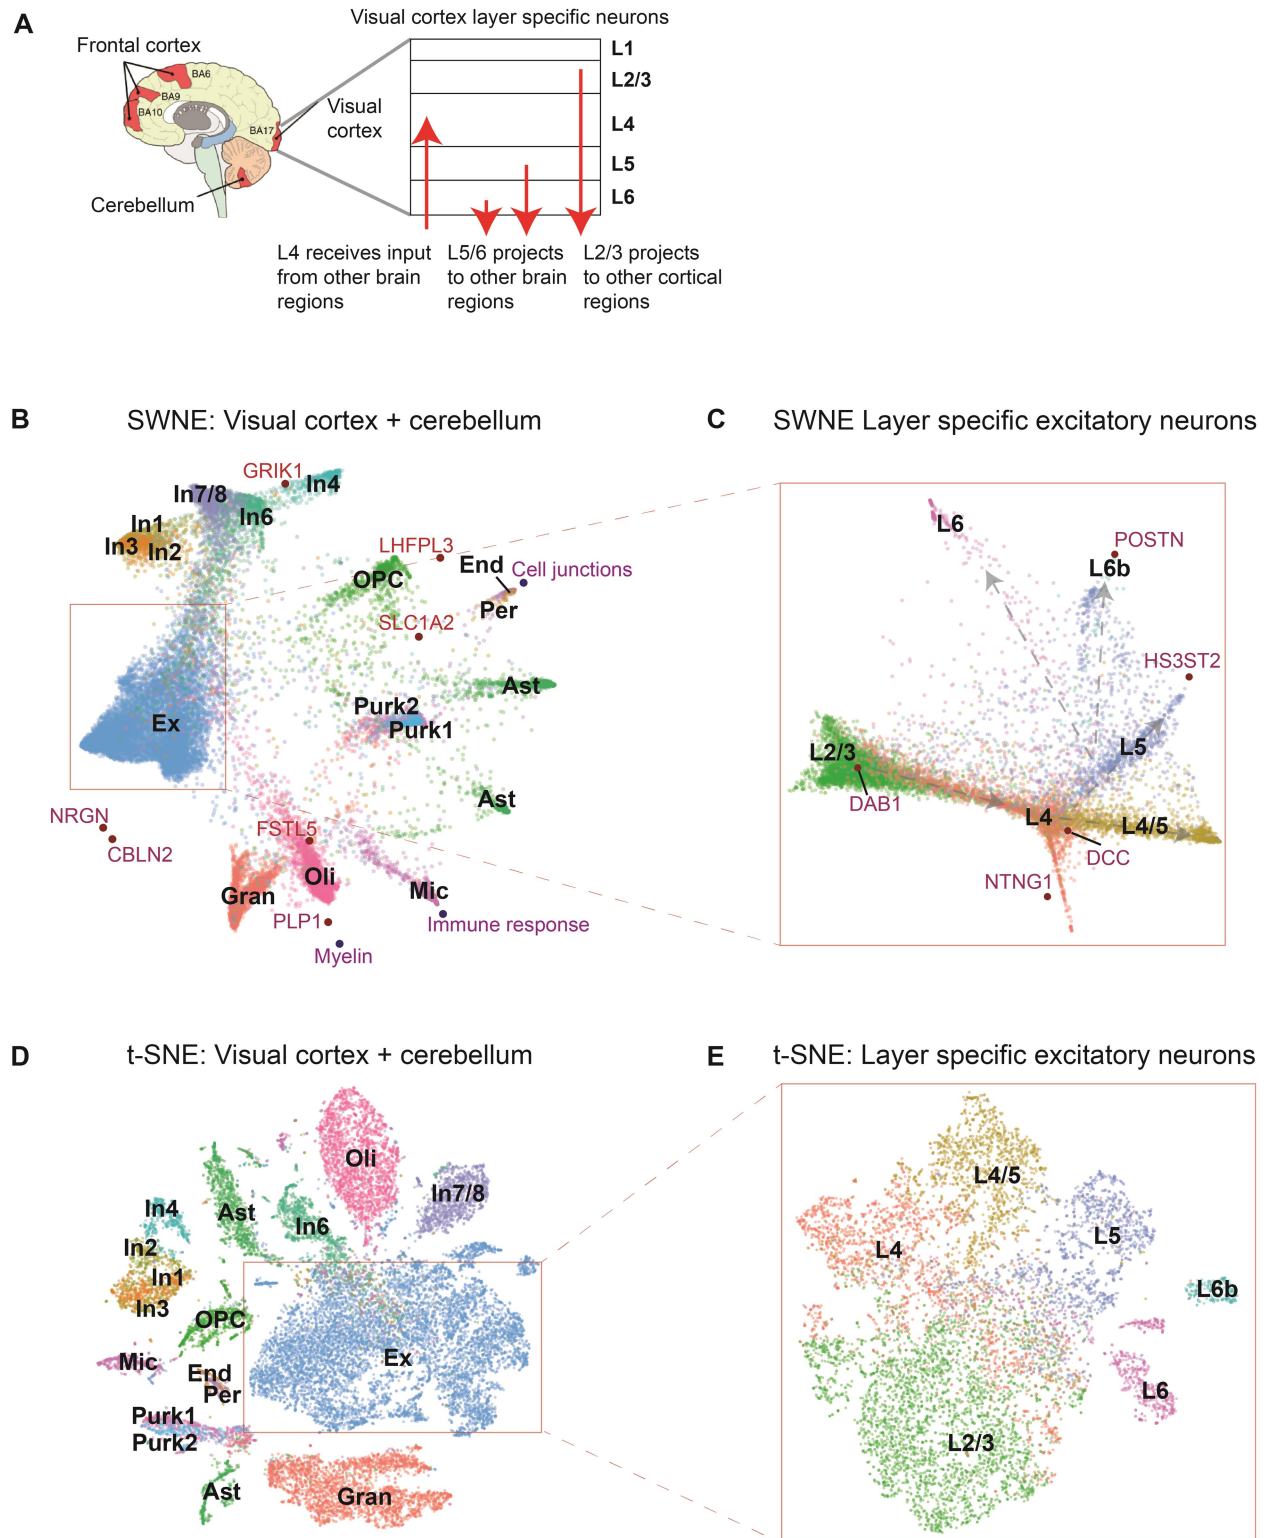 A
Visual cortex layer specific neurons
Frontal cortex
BA6
BA9
BA10
BA17
Visual
cortex
Cerebellum
L1
L2/3
L4
L5
L6
L4 receives input
from other brain
regions
L5/6 projects
to other brain
regions
L2/3 projects
to other cortical
regions
B
SWNE: Visual cortex + cerebellum
GRIK1
In4
In7/8
In6
In1
In3
In2
LHFPL3
OPC
End
Cell junctions
Per
SLC1A2
Ast
Purk2
Purk1
Ex
Ast
NRGN
CBLN2
FSTL5
Oli
Gran
Mic
PLP1
Immune response
Myelin
C
SWNE Layer specific excitatory neurons
L6
POSTN
L6b
HS3ST2
L2/3
L5
DAB1
L4
L4/5
DCC
NTNG1
D
t-SNE: Visual cortex + cerebellum
Oli
In7/8
In4
Ast
In6
In2
In1
In3
OPC
Mic
End
Per
Ex
Purk1
Purk2
Ast
Gran
E
t-SNE: Layer specific excitatory neurons
L4/5
L4
L5
L6b
L6
L2/3